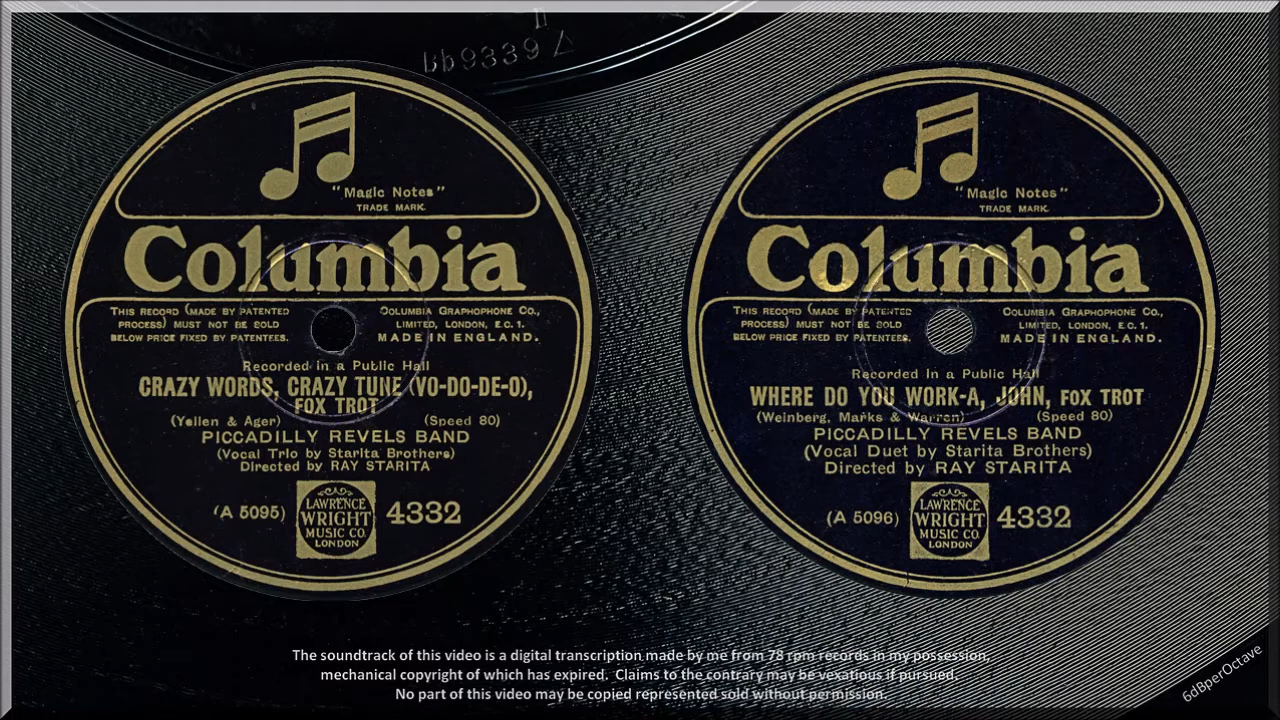 II
Bb9339 △
"Magic Notes"
TRADE MARK.
Columbia
THIS RECORD (MADE BY PATENTED
PROCESS) MUST NOT BE SOLD
BELOW PRICE FIXED BY PATENTEES.
COLUMBIA GRAPHOPHONE CO.,
LIMITED, LONDON, E.C.1.
MADE IN ENGLAND.
Recorded in a Public Hall
CRAZY WORDS, CRAZY TUNE (VO-DO-DE-O),
FOX TROT
(Yellen & Ager) (Speed 80)
PICCADILLY REVELS BAND
(Vocal Trio by Starita Brothers)
Directed by RAY STARITA
(A 5095)
LAWRENCE
WRIGHT
MUSIC CO.
LONDON
4332
"Magic Notes"
TRADE MARK.
Columbia
THIS RECORD (MADE BY PATENTED
PROCESS) MUST NOT BE SOLD
BELOW PRICE FIXED BY PATENTEES.
COLUMBIA GRAPHOPHONE CO.,
LIMITED, LONDON, E.C.1.
MADE IN ENGLAND.
Recorded in a Public Hall
WHERE DO YOU WORK-A, JOHN, FOX TROT
(Weinberg, Marks & Warren) (Speed 80)
PICCADILLY REVELS BAND
(Vocal Duet by Starita Brothers)
Directed by RAY STARITA
(A 5096)
LAWRENCE
WRIGHT
MUSIC CO.
LONDON
4332
The soundtrack of this video is a digital transcription made by me from 78 rpm records in my possession,
mechanical copyright of which has expired. Claims to the contrary may be vexatious if pursued.
No part of this video may be copied represented sold without permission.
6dBperOctave